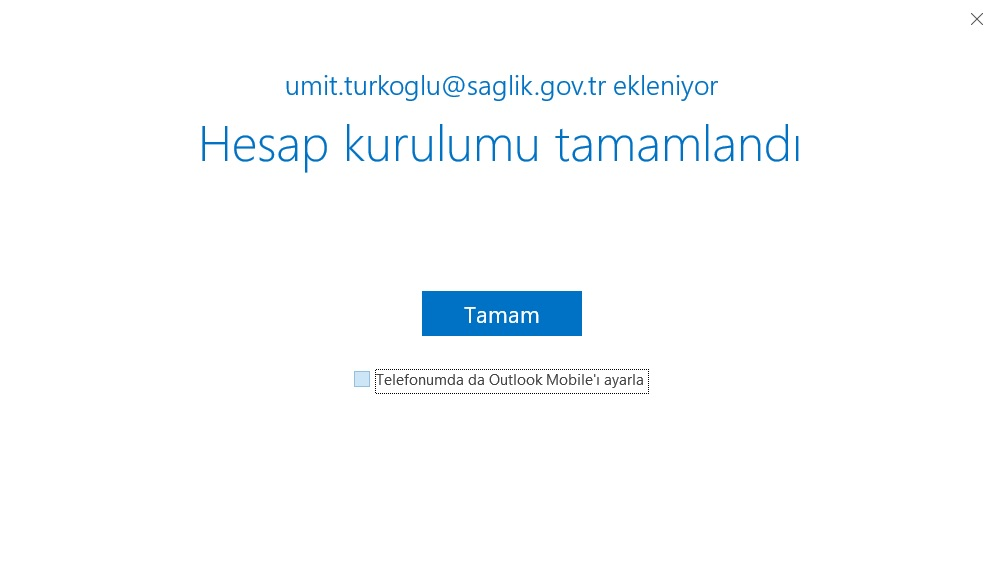 umit.turkoglu@saglik.gov.tr ekleniyor
Hesap kurulumu tamamlandı
Tamam
Telefonumda da Outlook Mobile'ı ayarla